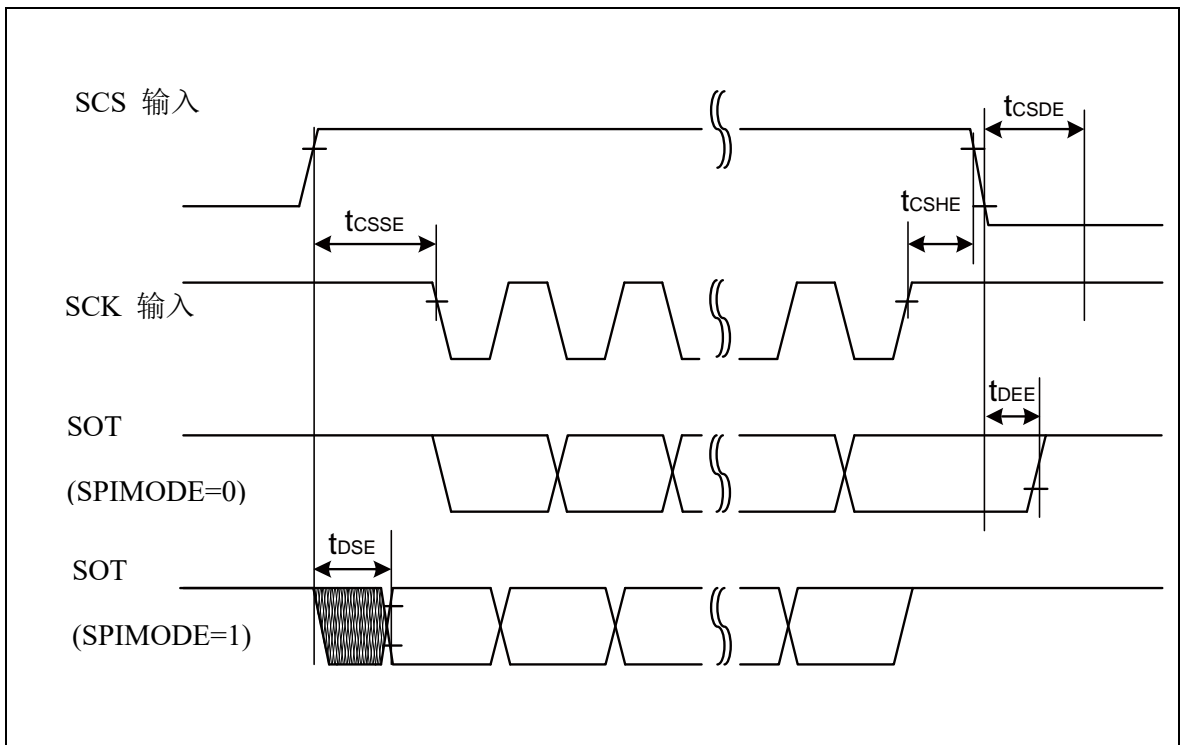 SCS 输入
tCSDE
tCSHE
tCSSE
SCK 输入
tDEE
SOT
(SPIMODE=0)
tDSE
SOT
(SPIMODE=1)